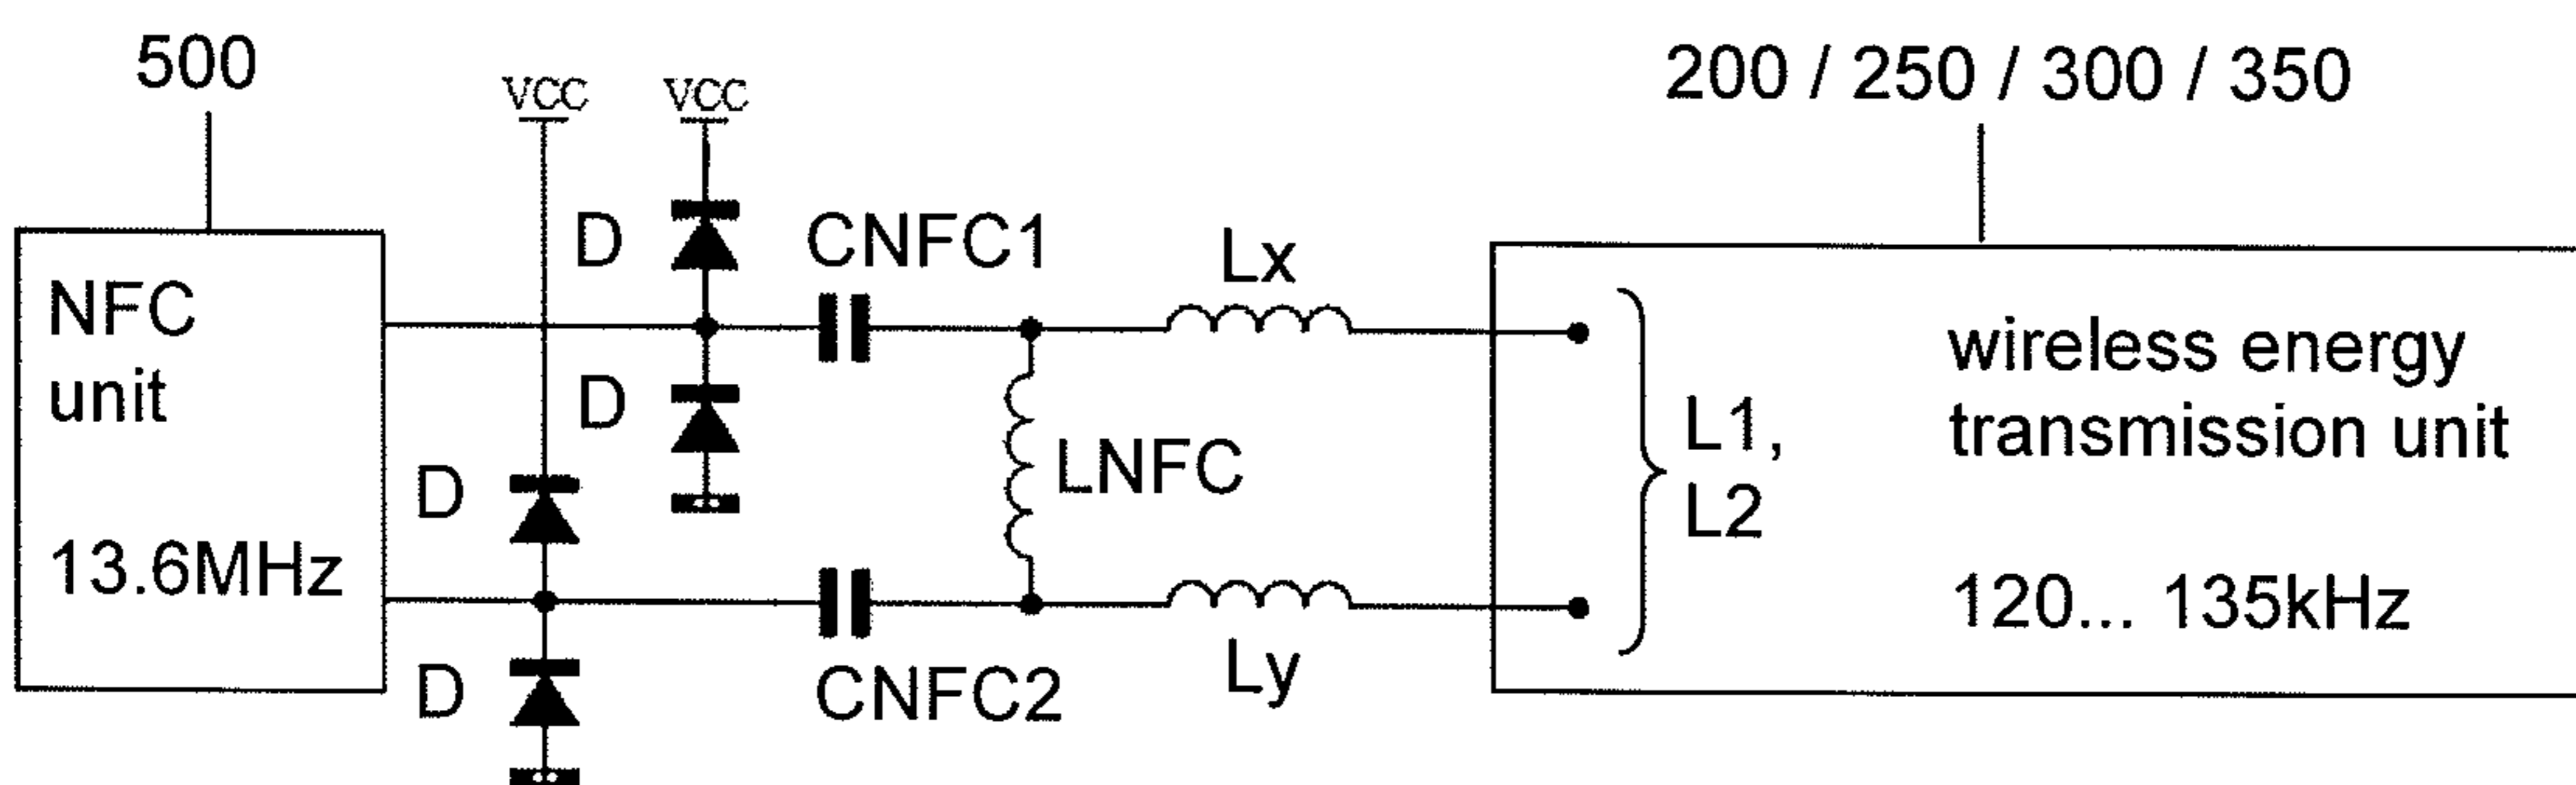 500
VCC
VCC
200 / 250 / 300 / 350
NFC
unit
13.6MHz
D
D
D
D
CNFC1
CNFC2
LNFC
Lx
Ly
L1,
L2
wireless energy
transmission unit
120... 135kHz